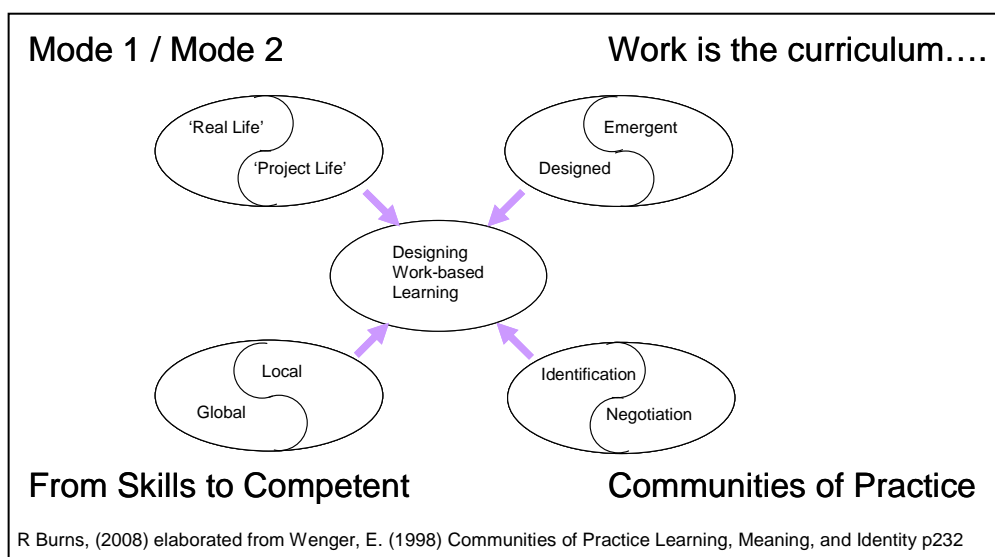 Mode 1 / Mode 2
Work is the curriculum….
‘Real Life’
‘Project Life’
Emergent
Designed
Designing
Work-based
Learning
Local
Global
Identification
Negotiation
From Skills to Competent
Communities of Practice
R Burns, (2008) elaborated from Wenger, E. (1998) Communities of Practice Learning, Meaning, and Identity p232